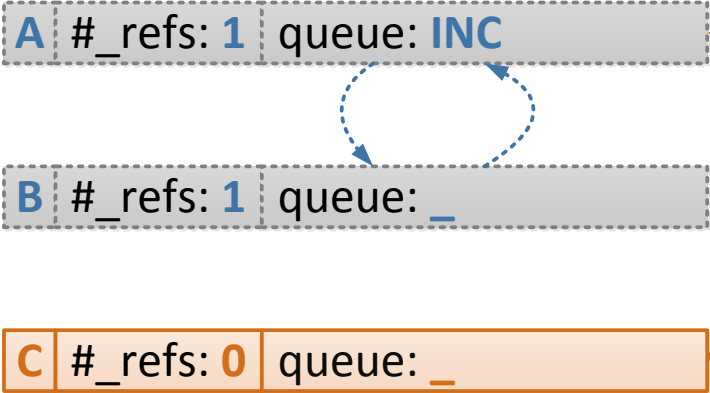 A #_refs: 1 queue: INC
B #_refs: 1 queue: _
C #_refs: 0 queue: _